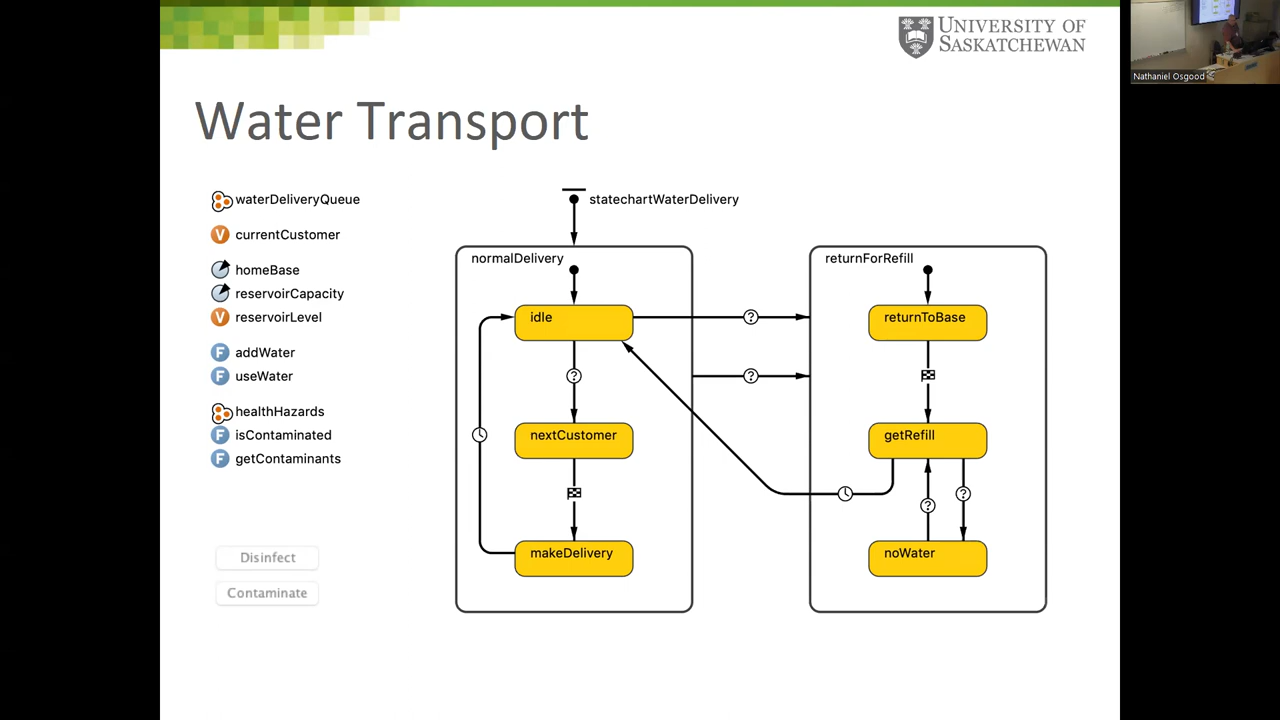 UNIVERSITY OF
SASKATCHEWAN
Nathaniel Osgood
Water Transport
waterDeliveryQueue
currentCustomer
homeBase
reservoirCapacity
reservoirLevel
addWater
useWater
healthHazards
isContaminated
getContaminants
Disinfect
Contaminate
statechartWaterDelivery
normalDelivery
idle
nextCustomer
makeDelivery
returnForRefill
returnToBase
getRefill
noWater